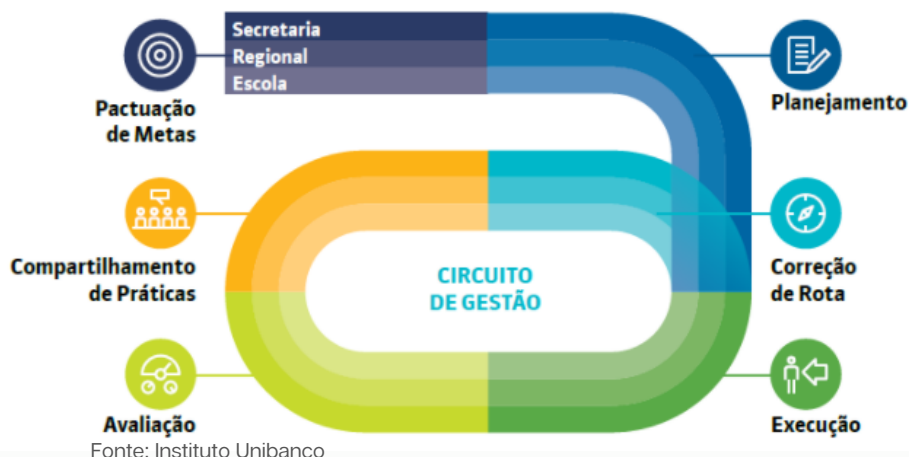 Secretaria
Regional
Escola
Pactuação
de Metas
Planejamento
Compartilhamento
de Práticas
CIRCUITO
DE GESTÃO
Correção
de Rota
Avaliação
Execução
Fonte: Instituto Unibanco